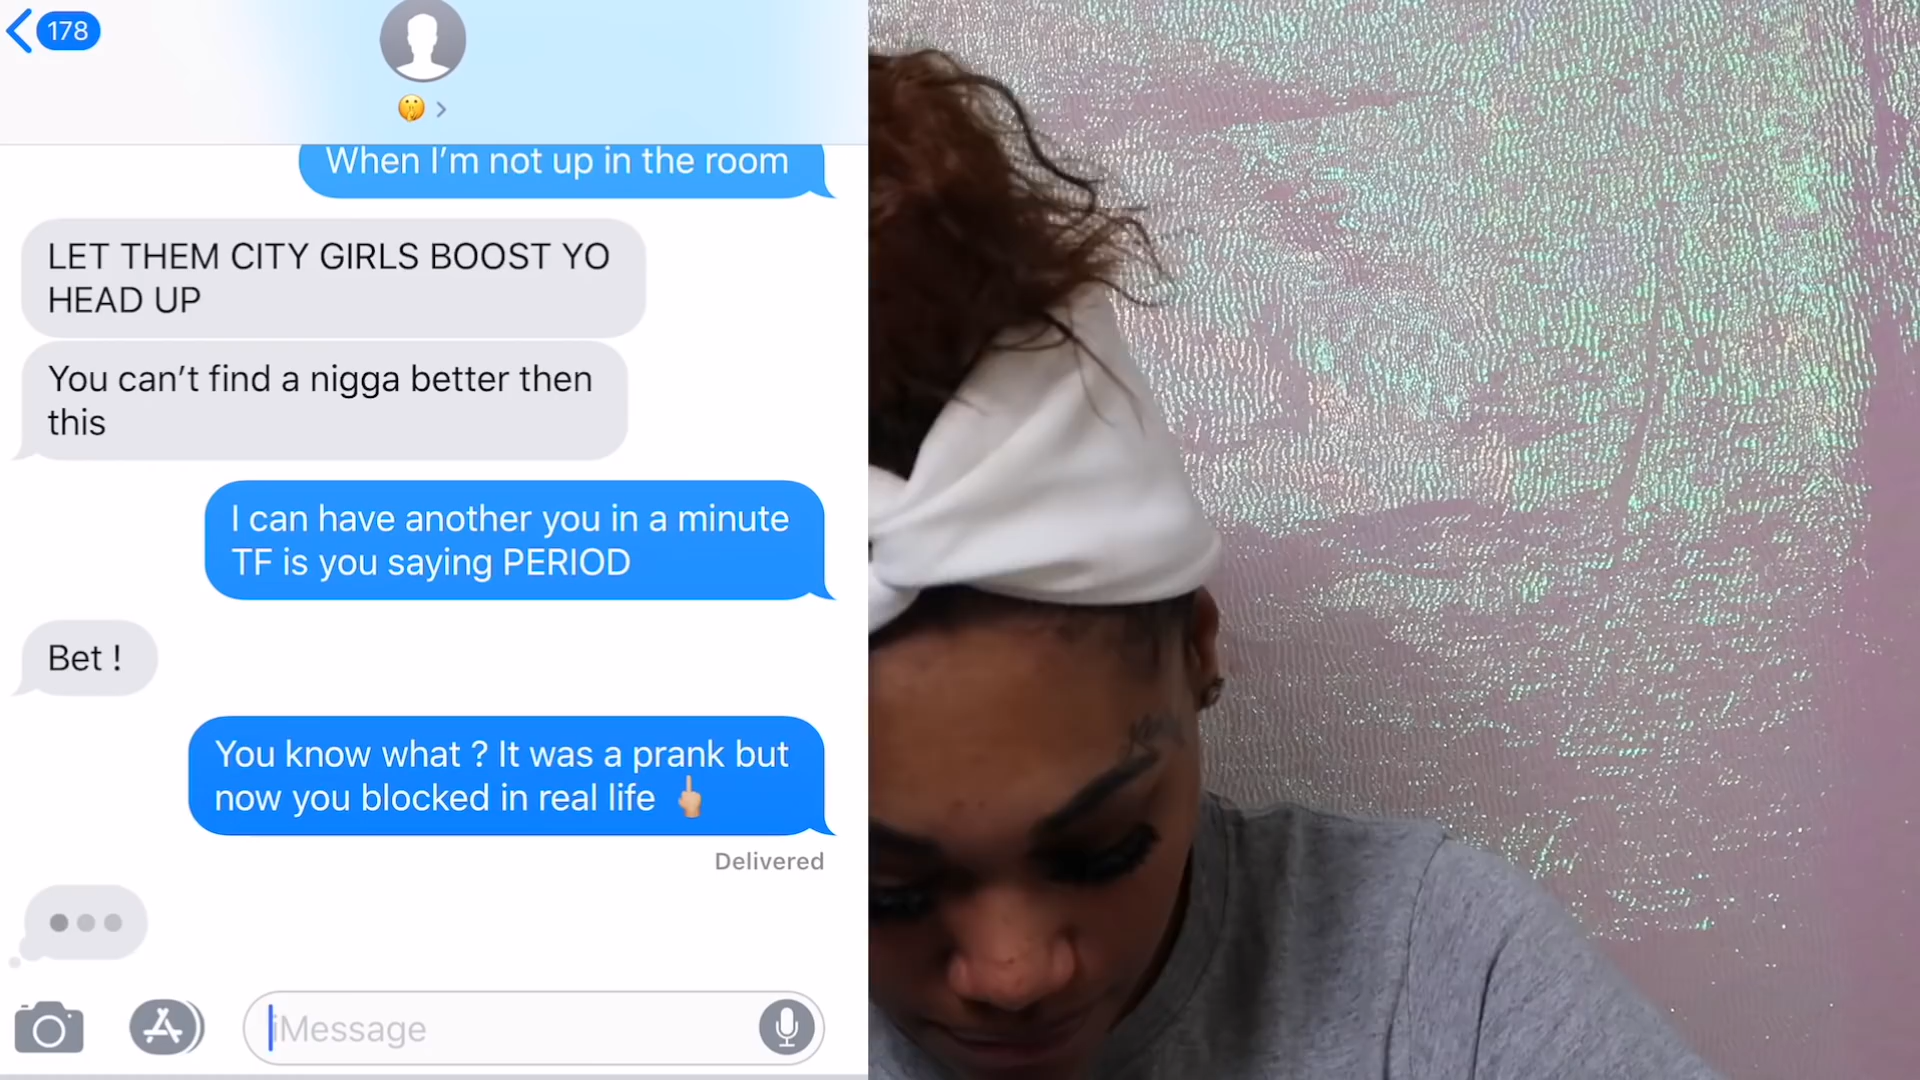 178
When I’m not up in the room
LET THEM CITY GIRLS BOOST YO
HEAD UP
You can’t find a nigga better then
this
I can have another you in a minute
TF is you saying PERIOD
Bet !
You know what ? It was a prank but
now you blocked in real life 🖕🏼
Delivered
iMessage